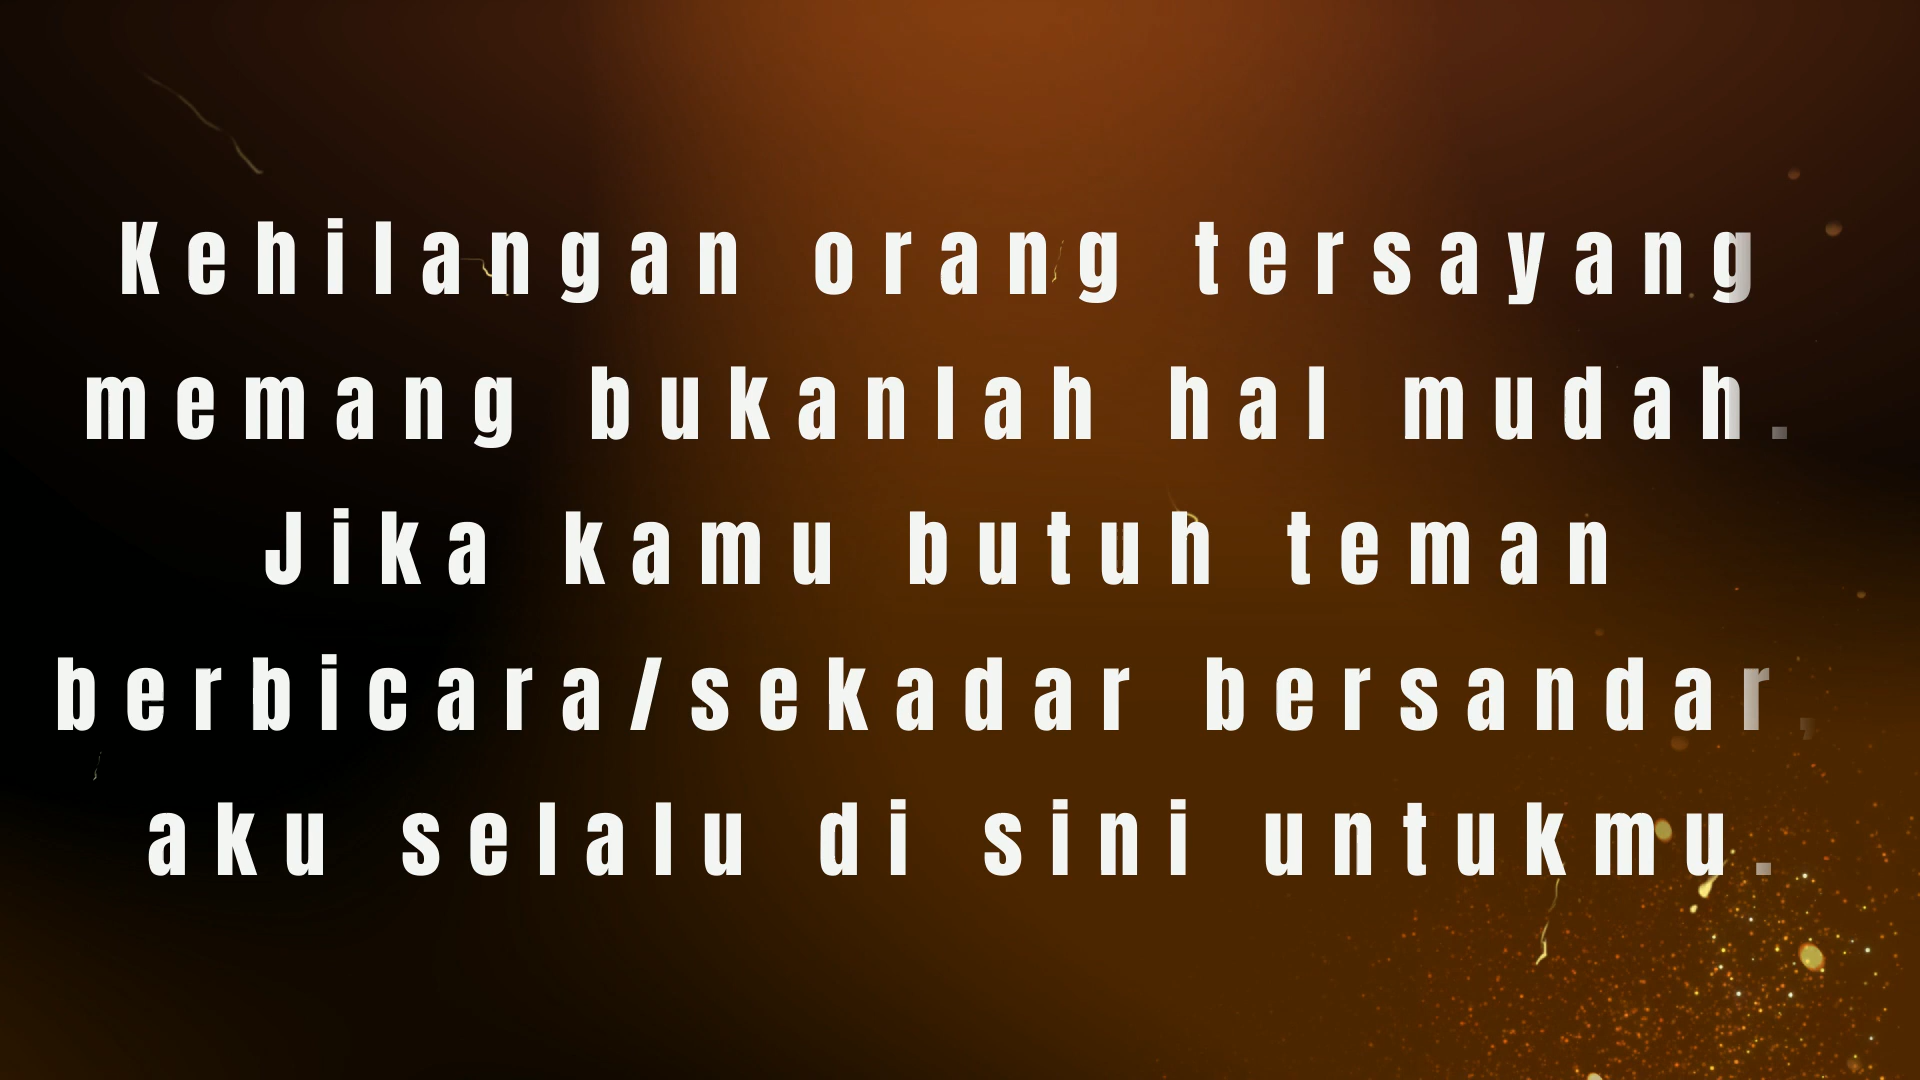 Kehilangan orang tersayang
memang bukanlah hal mudah.
Jika kamu butuh teman
berbicara/sekadar bersandar,
aku selalu di sini untukmu.